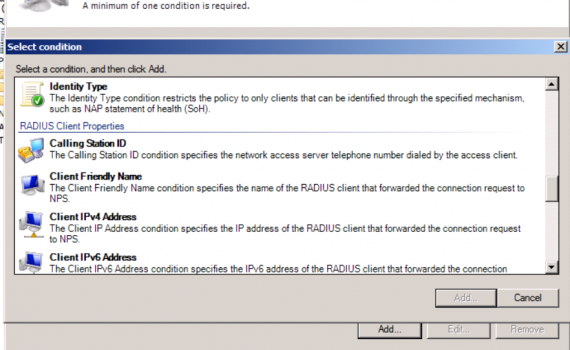 A minimum of one condition is required.
Select condition
Select a condition, and then click Add.
Identity Type
The Identity Type condition restricts the policy to only clients that can be identified through the specified mechanism,
such as NAP statement of health (SoH).
RADIUS Client Properties
Calling Station ID
The Calling Station ID condition specifies the network access server telephone number dialed by the access client.
Client Friendly Name
The Client Friendly Name condition specifies the name of the RADIUS client that forwarded the connection request to
NPS.
Client IPv4 Address
The Client IP Address condition specifies the IP address of the RADIUS client that forwarded the connection request
to NPS.
Client IPv6 Address
The Client IPv6 Address condition specifies the IPv6 address of the RADIUS client that forwarded the connection
Add... Cancel
Add... Edit... Remove